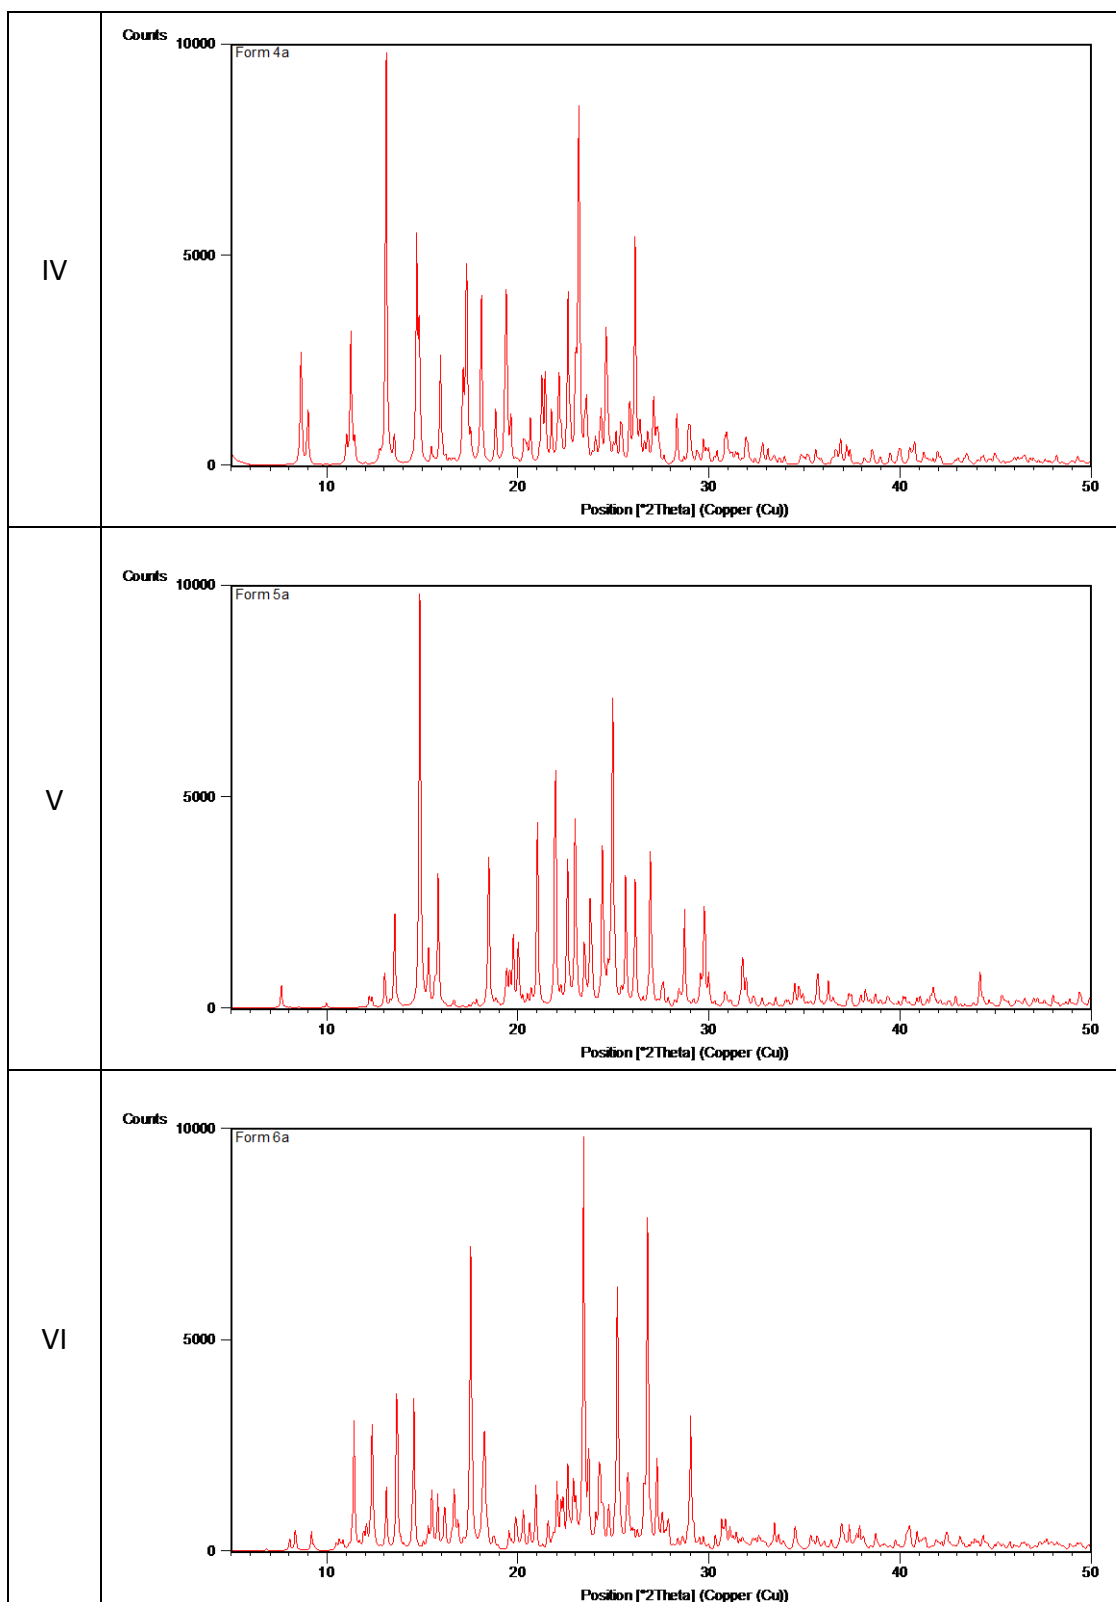 Counts
10000
Form 4a
IV
5000
0
10 20 30 40 50
Position [°2Theta] (Copper (Cu))
Counts
10000
Form 5a
V
5000
0
10 20 30 40 50
Position [°2Theta] (Copper (Cu))
Counts
10000
Form 6a
VI
5000
0
10 20 30 40 50
Position [°2Theta] (Copper (Cu))